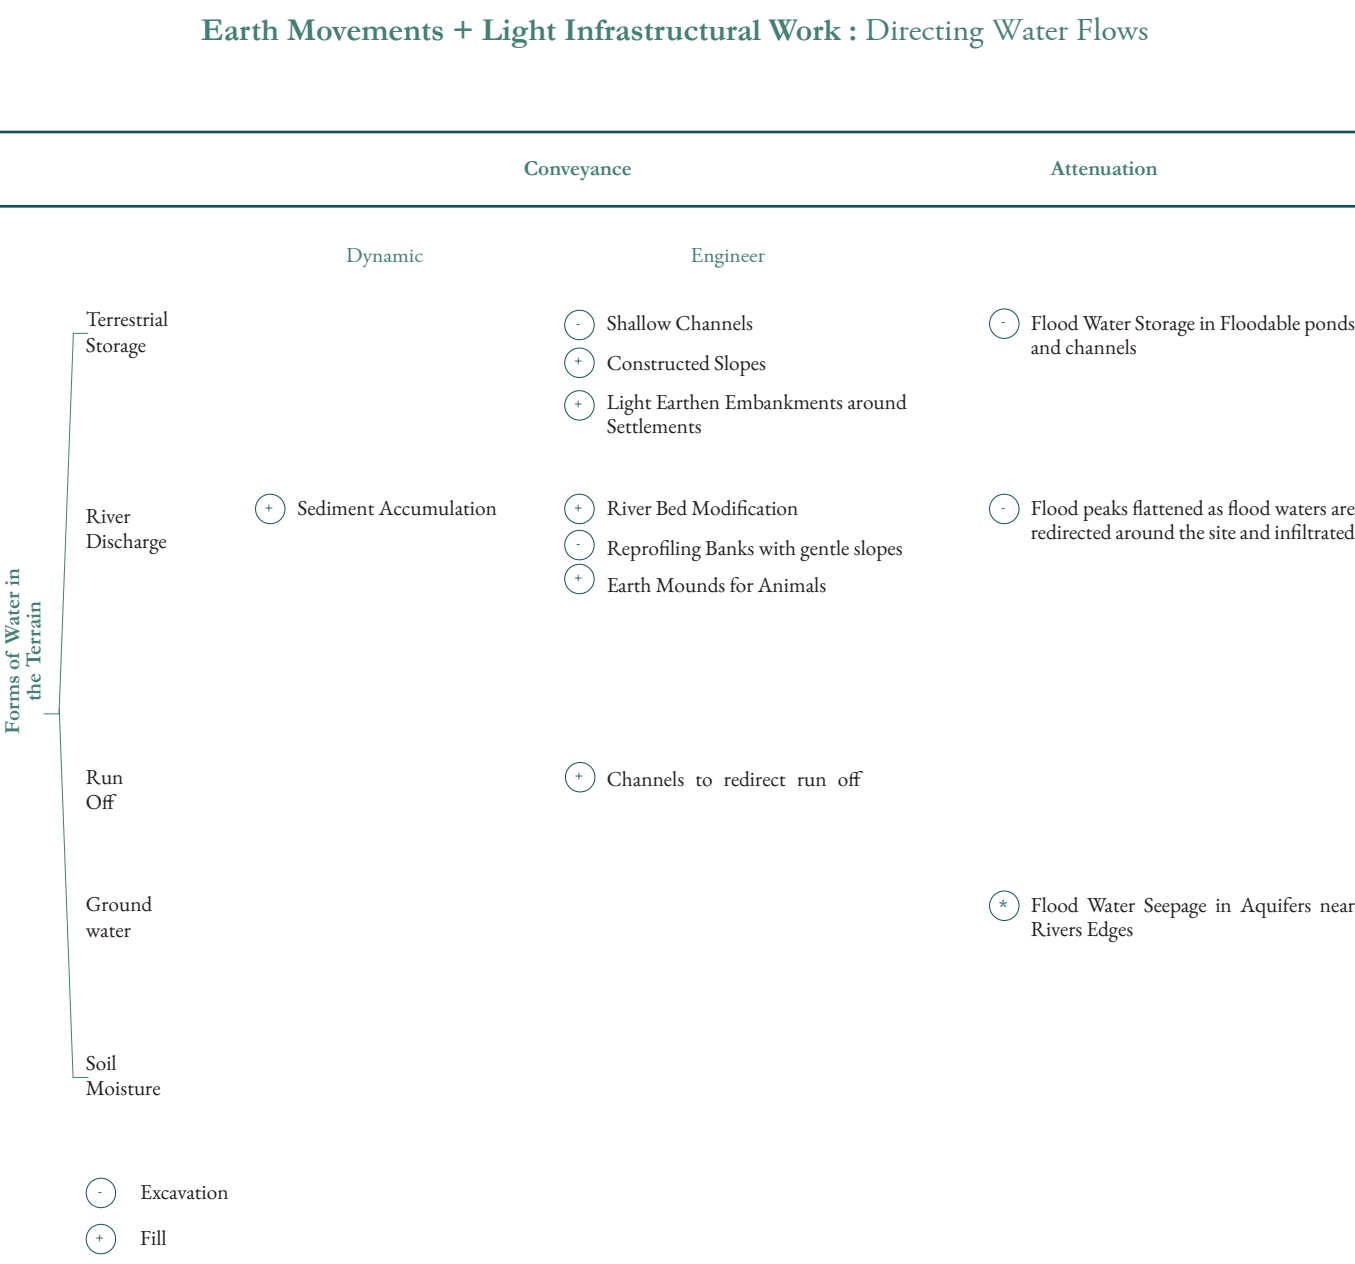 Earth Movements + Light Infrastructural Work : Directing Water Flows
Conveyance
Attenuation
Dynamic
Engineer
Forms of Water in
the Terrain
Terrestrial
Storage
- Shallow Channels
+ Constructed Slopes
+ Light Earthen Embankments around
Settlements
- Flood Water Storage in Floodable ponds
and channels
River
Discharge
+ Sediment Accumulation
+ River Bed Modification
- Reprofiling Banks with gentle slopes
+ Earth Mounds for Animals
- Flood peaks flattened as flood waters are
redirected around the site and infiltrated
Run
Off
+ Channels to redirect run off
Ground
water
* Flood Water Seepage in Aquifers near
Rivers Edges
Soil
Moisture
- Excavation
+ Fill